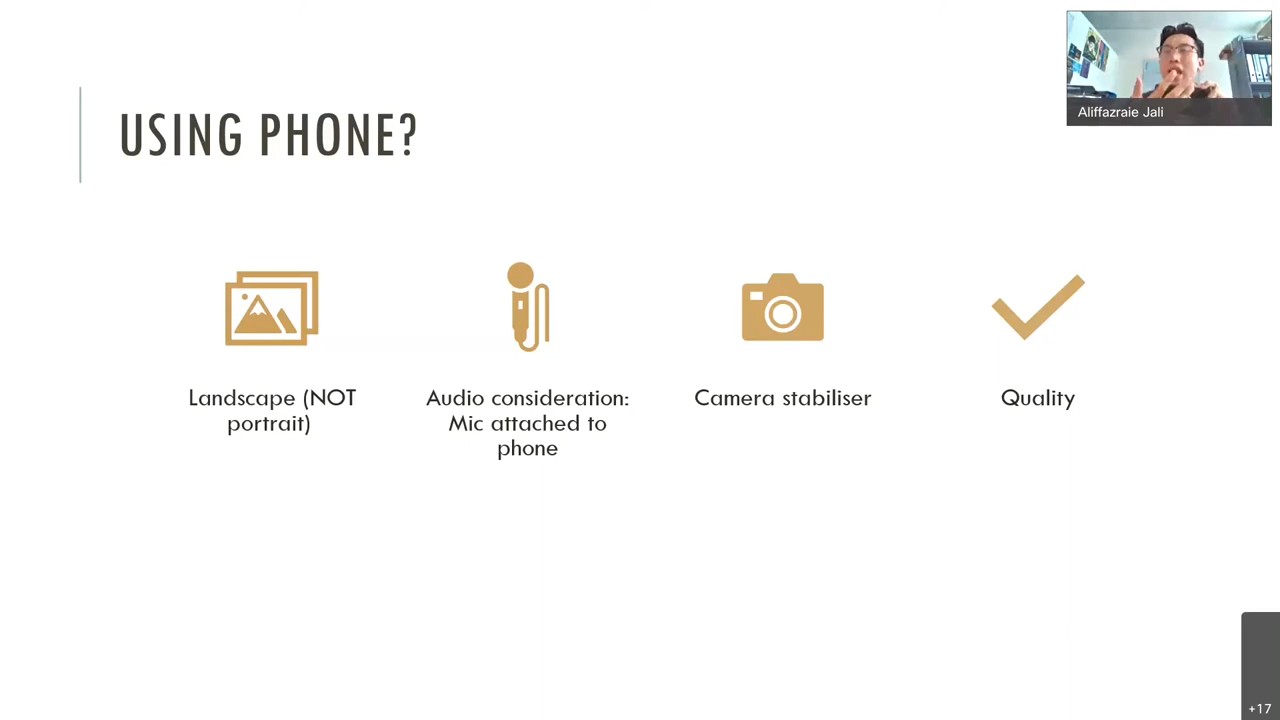 Aliffazraie Jali
USING PHONE?
Landscape (NOT
portrait)
Audio consideration:
Mic attached to
phone
Camera stabiliser
Quality
+17